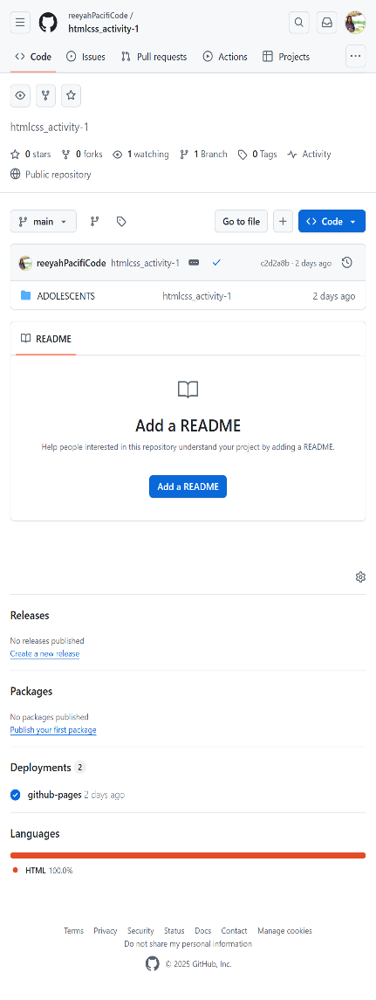 reeyahPacifiCode /
htmlcss_activity-1
Code Issues Pull requests Actions Projects
htmlcss_activity-1
0 stars 0 forks 1 watching 1 Branch 0 Tags Activity
Public repository
main Go to file Code
reeyahPacifiCode htmlcss_activity-1 c2d2a8b · 2 days ago
ADOLESCENTS htmlcss_activity-1 2 days ago
README
Add a README
Help people interested in this repository understand your project by adding a README.
Add a README
Releases
No releases published
Create a new release
Packages
No packages published
Publish your first package
Deployments 2
github-pages 2 days ago
Languages
HTML 100.0%
Terms Privacy Security Status Docs Contact Manage cookies
Do not share my personal information
© 2025 GitHub, Inc.